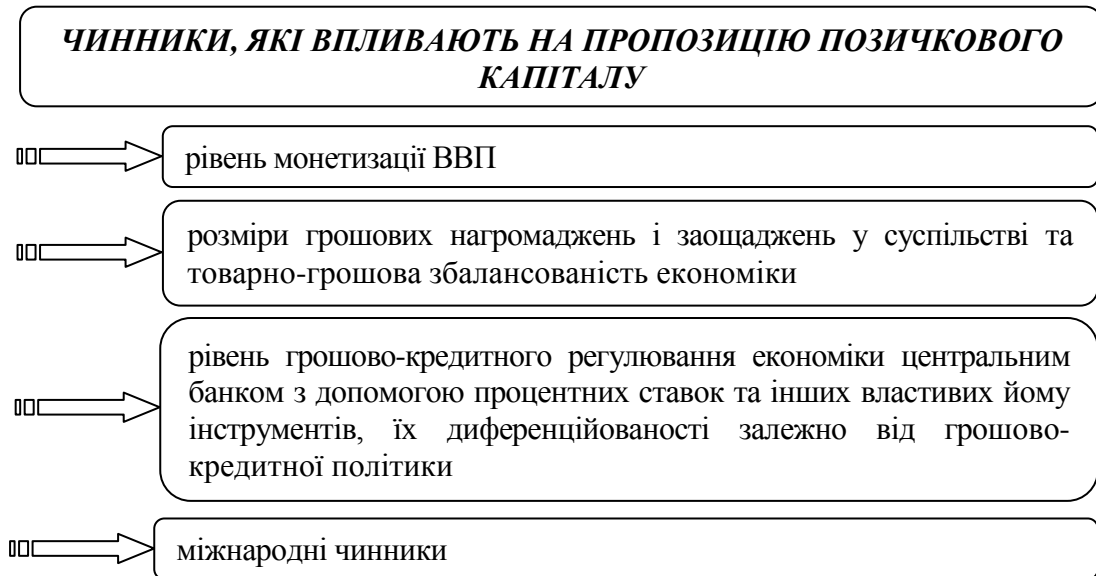 ЧИННИКИ, ЯКІ ВПЛИВАЮТЬ НА ПРОПОЗИЦІЮ ПОЗИЧКОВОГО
КАПІТАЛУ
рівень монетизації ВВП
розміри грошових нагромаджень і заощаджень у суспільстві та
товарно-грошова збалансованість економіки
рівень грошово-кредитного регулювання економіки центральним
банком з допомогою процентних ставок та інших властивих йому
інструментів, їх диференційованості залежно від грошово-
кредитної політики
міжнародні чинники